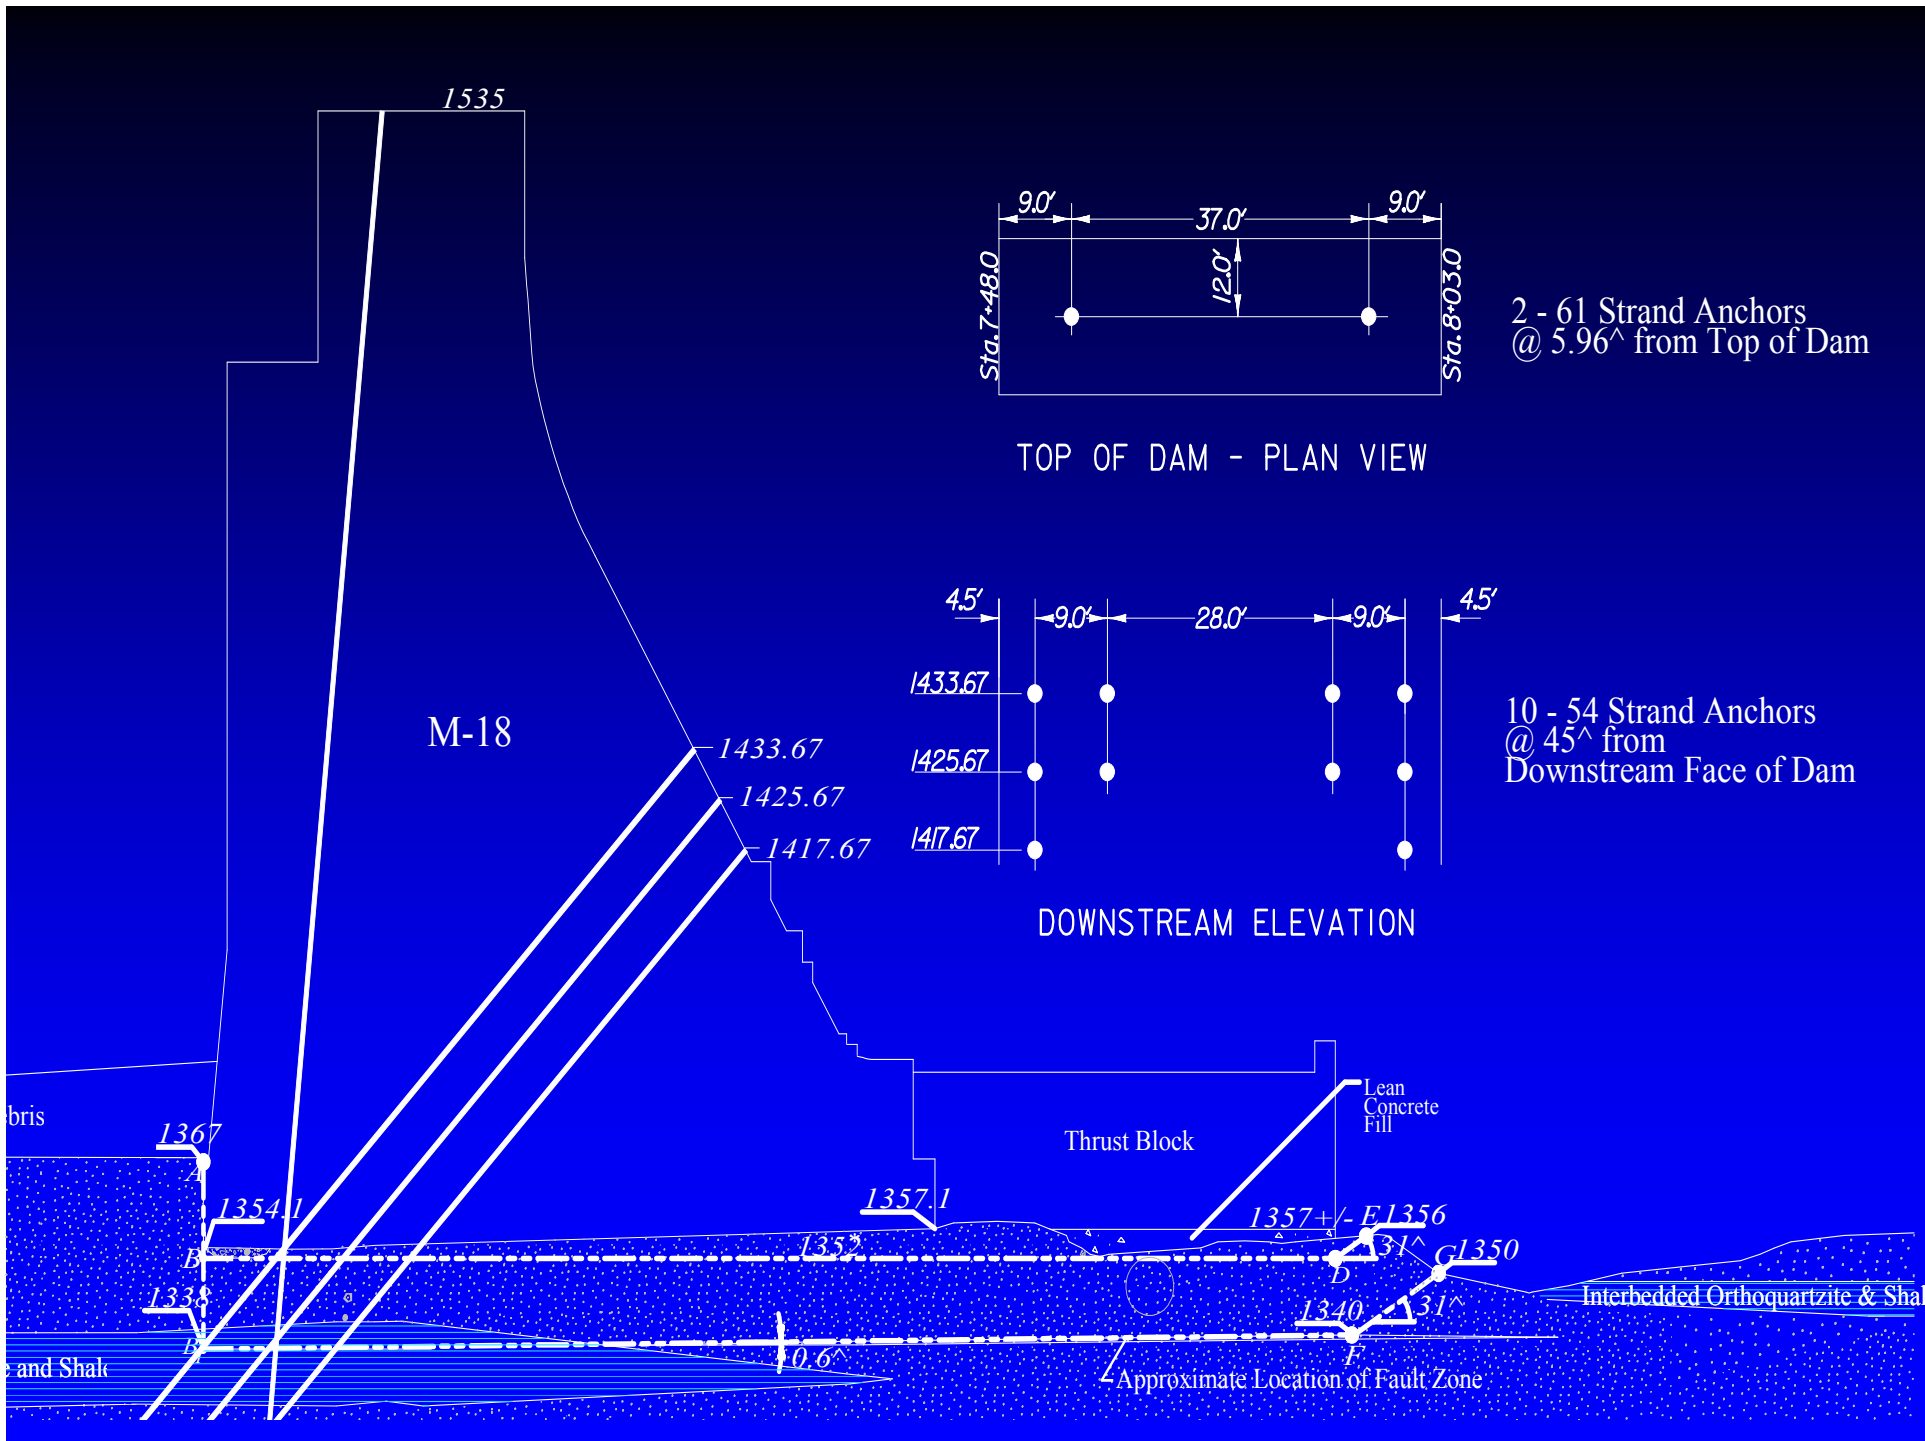 1535
9.0'
37.0'
9.0'
12.0'
Sta. 7+48.0
Sta. 8+03.0
2 - 61 Strand Anchors
@ 5.96^ from Top of Dam
TOP OF DAM - PLAN VIEW
4.5'
9.0'
28.0'
9.0'
4.5'
1433.67
1425.67
1417.67
10 - 54 Strand Anchors
@ 45^ from
Downstream Face of Dam
DOWNSTREAM ELEVATION
M-18
1433.67
1425.67
1417.67
Lean
Concrete
Fill
Thrust Block
ebris
1367
A
1354.1
B
1357.1
1352*
1357+/-
E
1356
31^
D
G
1350
1338
1340
31^
F
Interbedded Orthoquartzite & Shal
B
0.6^
e and Shale
Approximate Location of Fault Zone